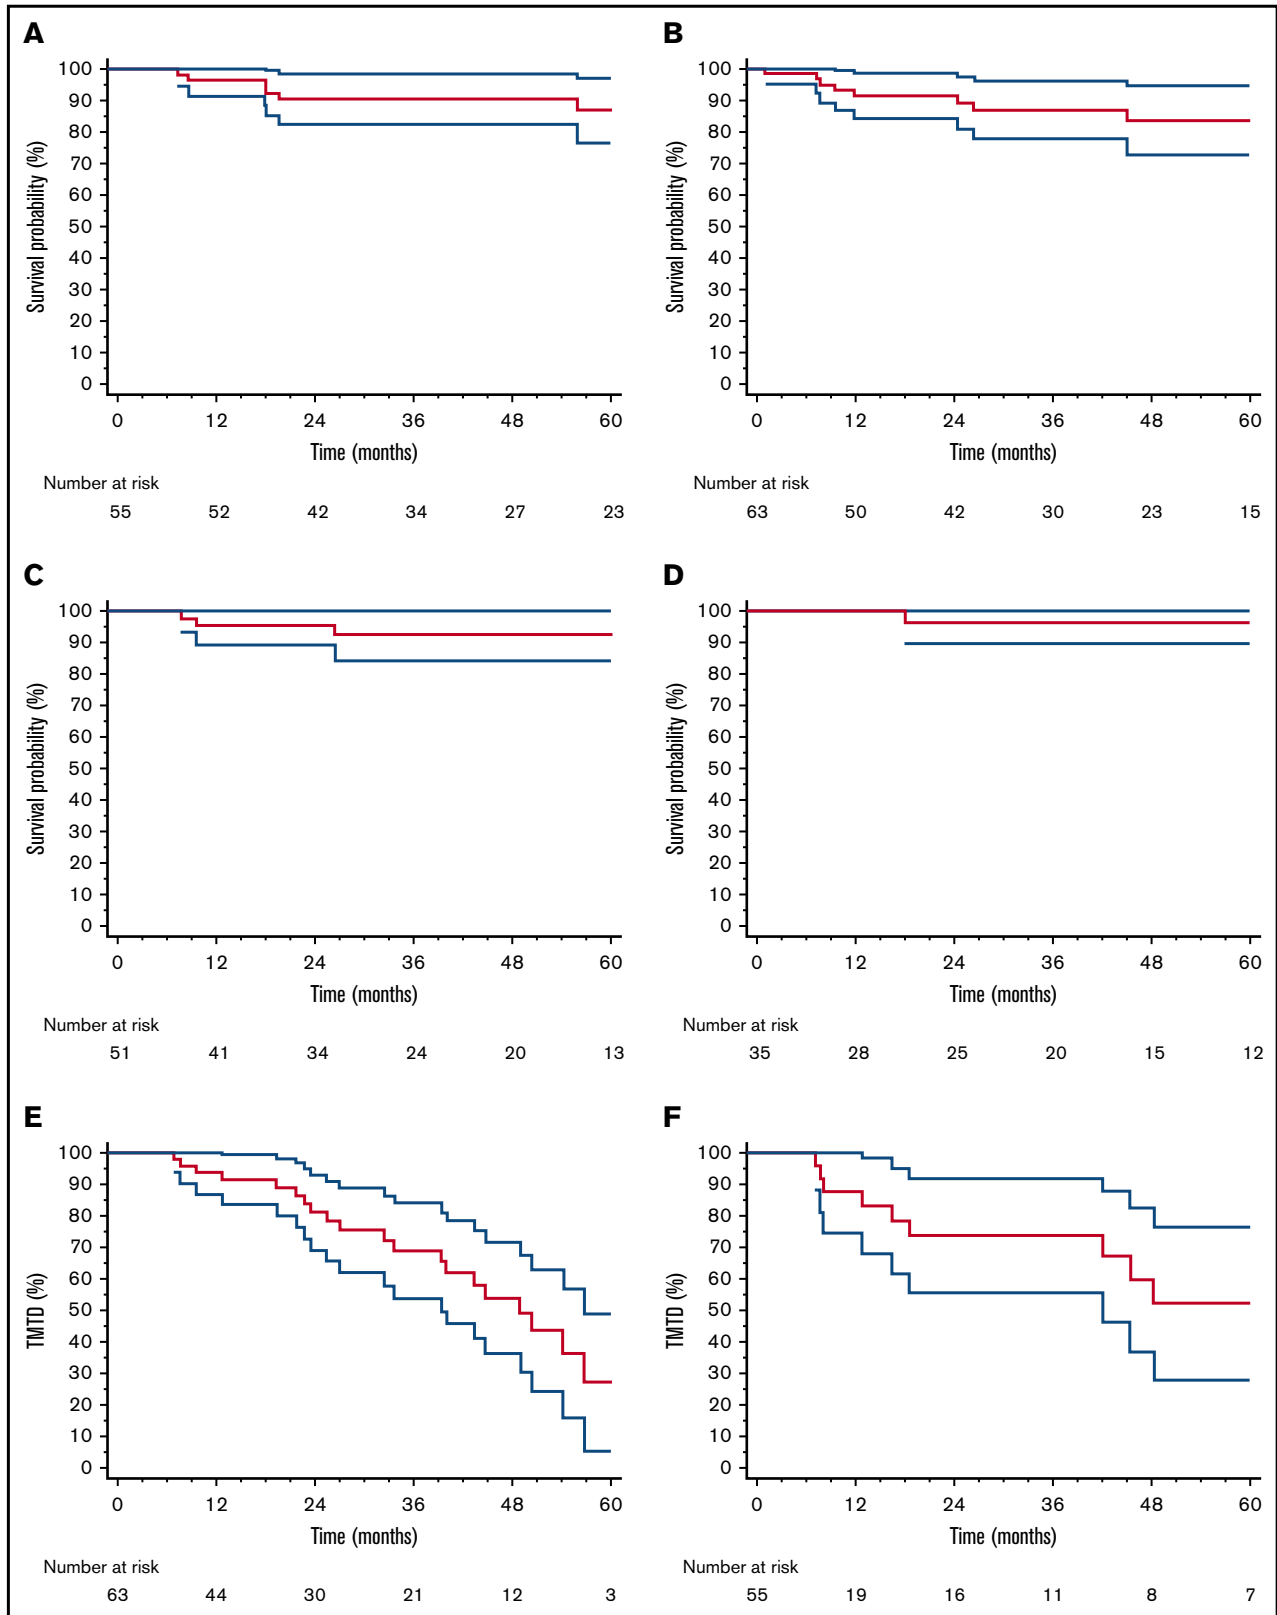 A
Survival probability (%)
100
90
80
70
60
50
40
30
20
10
0
0 12 24 36 48 60
Time (months)
Number at risk
55 52 42 34 27 23
B
Survival probability (%)
100
90
80
70
60
50
40
30
20
10
0
0 12 24 36 48 60
Time (months)
Number at risk
63 50 42 30 23 15
C
Survival probability (%)
100
90
80
70
60
50
40
30
20
10
0
0 12 24 36 48 60
Time (months)
Number at risk
51 41 34 24 20 13
D
Survival probability (%)
100
90
80
70
60
50
40
30
20
10
0
0 12 24 36 48 60
Time (months)
Number at risk
35 28 25 20 15 12
E
TMTD (%)
100
90
80
70
60
50
40
30
20
10
0
0 12 24 36 48 60
Time (months)
Number at risk
63 44 30 21 12 3
F
TMTD (%)
100
90
80
70
60
50
40
30
20
10
0
0 12 24 36 48 60
Time (months)
Number at risk
55 19 16 11 8 7